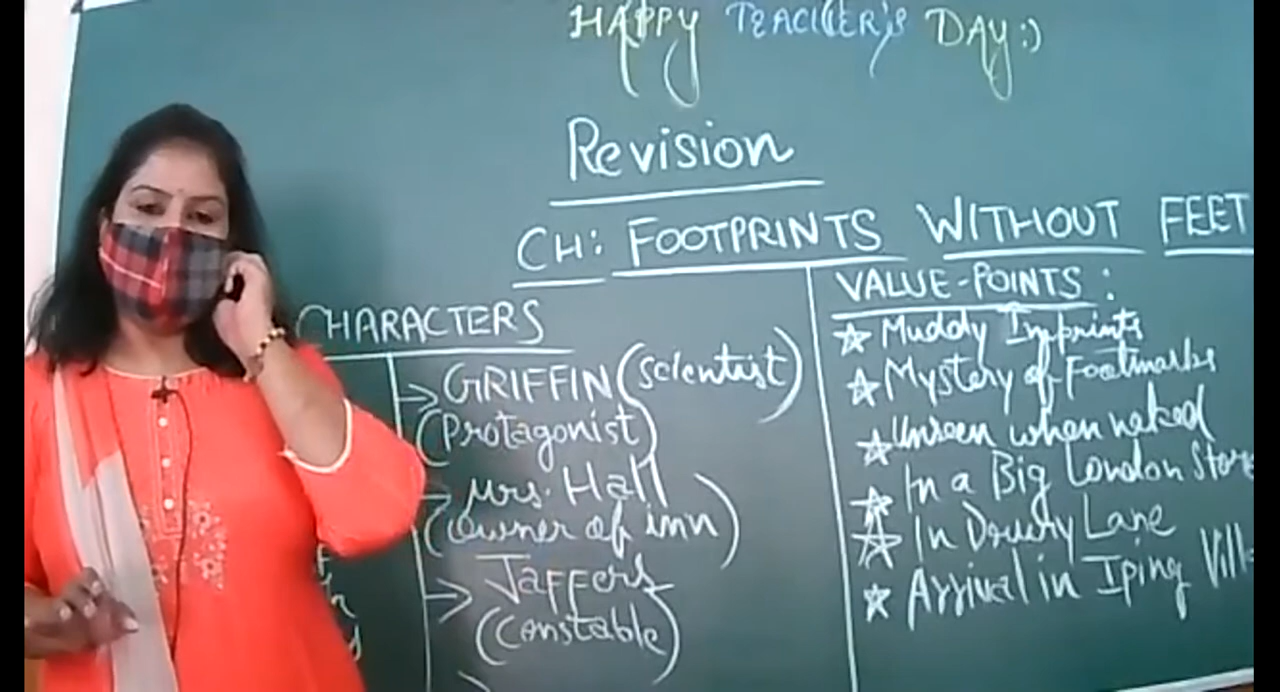 HAPPY TEACHER'S DAY:)
Revision
CH: FOOTPRINTS WITHOUT FEET
CHARACTERS
GRIFFIN (Scientist)
(Protagonist)
Mrs. Hall
(Owner of inn)
JAFFERS
(Constable)
VALUE-POINTS :
Muddy Imprints
Mystery of Footmarks
Unseen when naked
In a Big London Store
In Drury Lane
Arrival in Iping